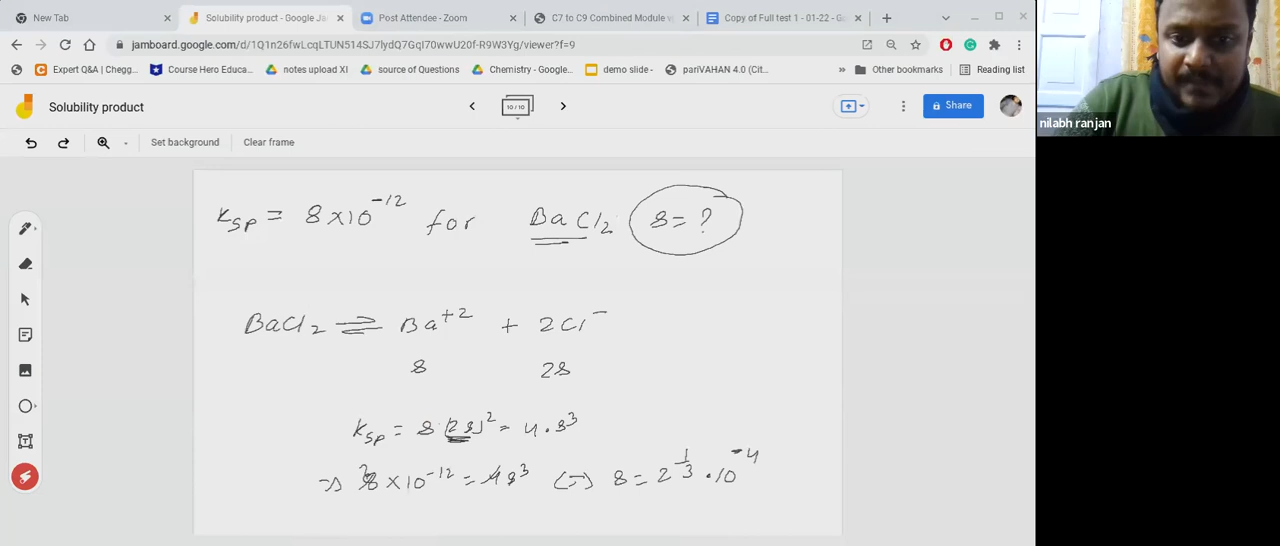 New Tab
Solubility product - Google Ja
Post Attendee - Zoom
C7 to C9 Combined Module v
Copy of Full test 1 - 01-22 - G
jamboard.google.com/d/1Q1n26fwLcqLTUN514SJ7lydQ7GqI70wwU20f-R9W3Yg/viewer?f=9
Expert Q&A | Chegg...
Course Hero Educa...
notes upload XI
source of Questions
Chemistry - Google...
demo slide -
pariVAHAN 4.0 (Cit...
Other bookmarks
Reading list
Solubility product
10 / 10
Share
nilabh ranjan
Set background
Clear frame
Ksp = 8×10⁻¹² for BaCl₂ s = ?
BaCl₂ ⇌ Ba⁺² + 2Cl⁻
s 2s
Ksp = s (2s)² = 4·s³
⇒ 8×10⁻¹² = 4s³ (=) s = 2^(1/3)·10⁻⁴